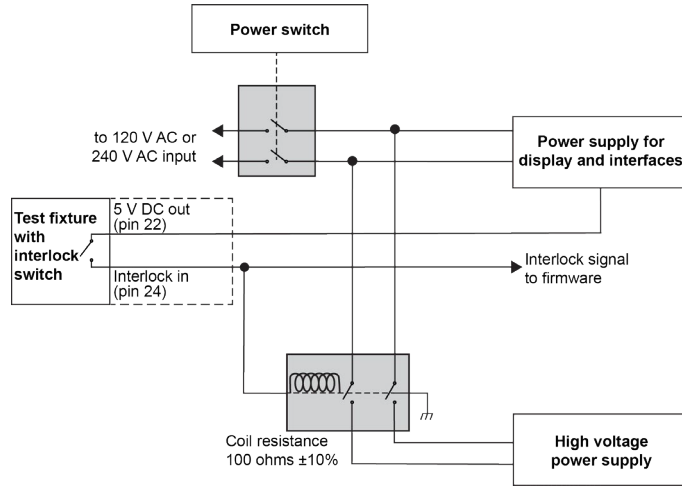 Power switch
to 120 V AC or
240 V AC input
Power supply for
display and interfaces
Test fixture
with
interlock
switch
5 V DC out
(pin 22)
Interlock in
(pin 24)
Interlock signal
to firmware
Coil resistance
100 ohms ±10%
High voltage
power supply